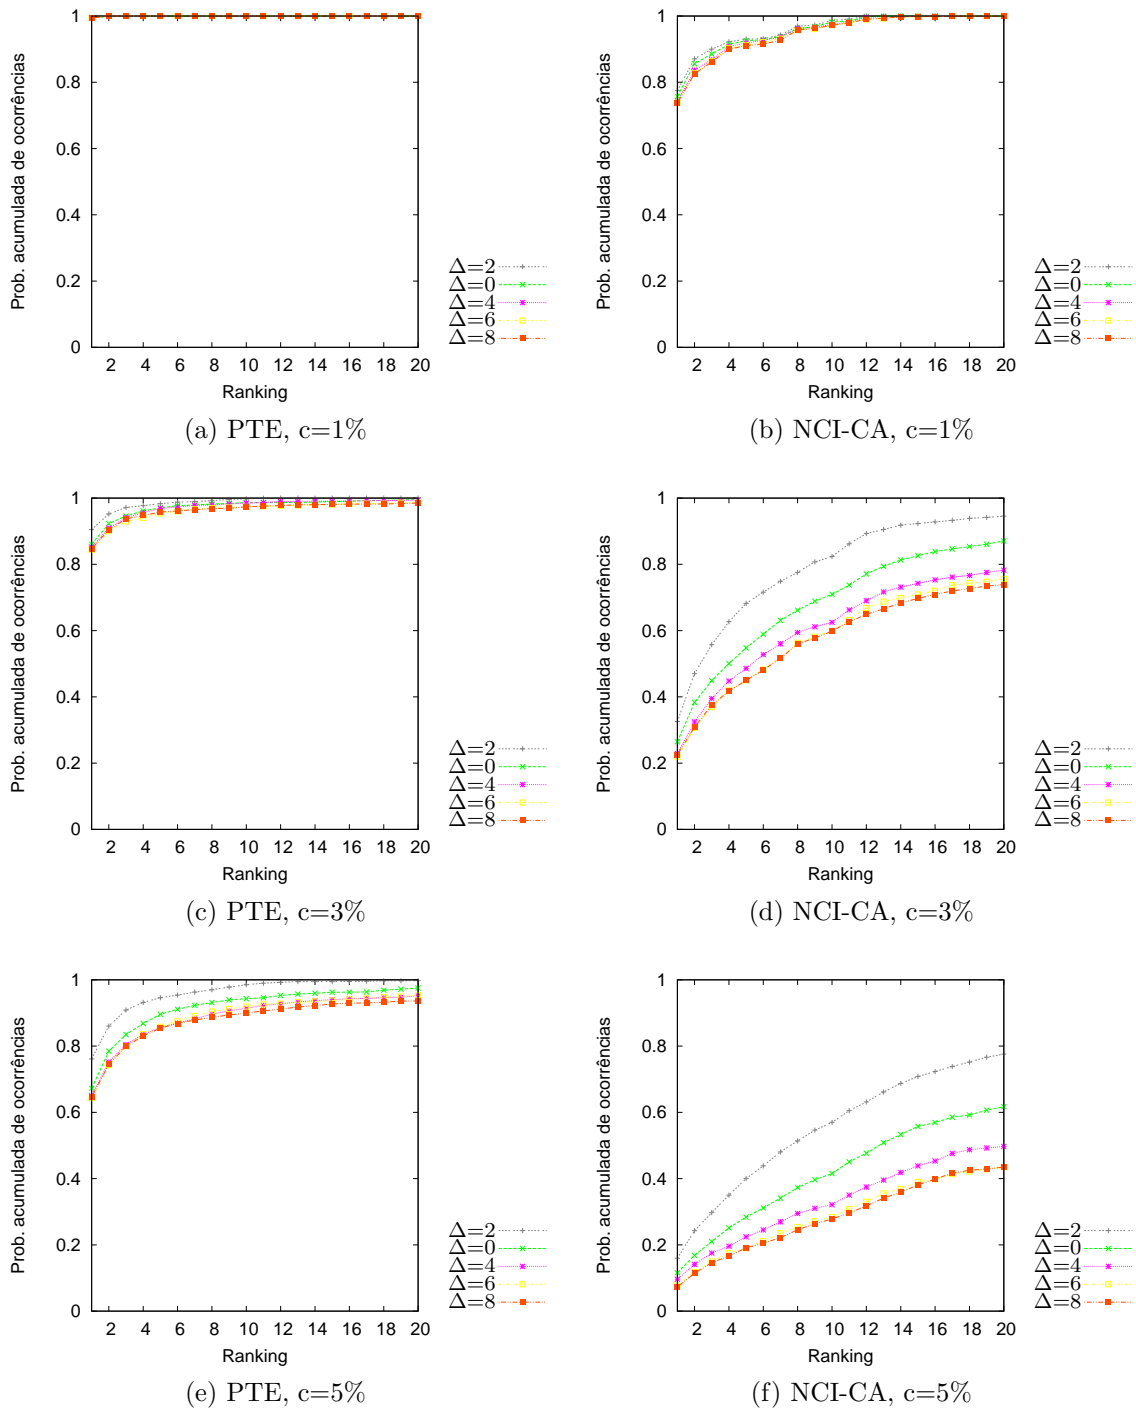 Prob. acumulada de ocorrências
1
0.8
0.6
0.4
0.2
0
2 4 6 8 10 12 14 16 18 20
Ranking
Δ=2
Δ=0
Δ=4
Δ=6
Δ=8
(a) PTE, c=1%
Prob. acumulada de ocorrências
1
0.8
0.6
0.4
0.2
0
2 4 6 8 10 12 14 16 18 20
Ranking
Δ=2
Δ=0
Δ=4
Δ=6
Δ=8
(b) NCI-CA, c=1%
Prob. acumulada de ocorrências
1
0.8
0.6
0.4
0.2
0
2 4 6 8 10 12 14 16 18 20
Ranking
Δ=2
Δ=0
Δ=4
Δ=6
Δ=8
(c) PTE, c=3%
Prob. acumulada de ocorrências
1
0.8
0.6
0.4
0.2
0
2 4 6 8 10 12 14 16 18 20
Ranking
Δ=2
Δ=0
Δ=4
Δ=6
Δ=8
(d) NCI-CA, c=3%
Prob. acumulada de ocorrências
1
0.8
0.6
0.4
0.2
0
2 4 6 8 10 12 14 16 18 20
Ranking
Δ=2
Δ=0
Δ=4
Δ=6
Δ=8
(e) PTE, c=5%
Prob. acumulada de ocorrências
1
0.8
0.6
0.4
0.2
0
2 4 6 8 10 12 14 16 18 20
Ranking
Δ=2
Δ=0
Δ=4
Δ=6
Δ=8
(f) NCI-CA, c=5%